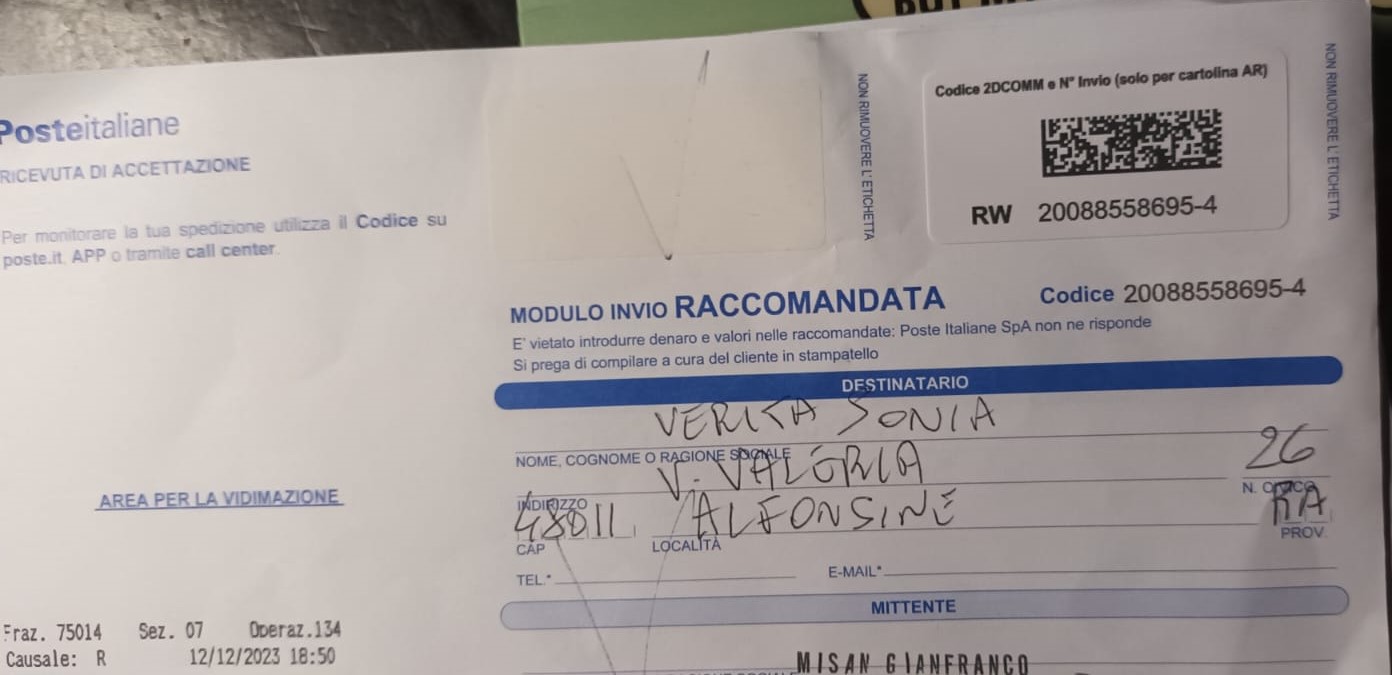 Posteitaliane
RICEVUTA DI ACCETTAZIONE
Per monitorare la tua spedizione utilizza il Codice su
poste.it, APP o tramite call center.
AREA PER LA VIDIMAZIONE
Fraz. 75014 Sez. 07 Operaz.134
Causale: R 12/12/2023 18:50
NON RIMUOVERE L'ETICHETTA
Codice 2DCOMM e N° Invio (solo per cartolina AR)
RW 20088558695-4
NON RIMUOVERE L'ETICHETTA
MODULO INVIO RACCOMANDATA Codice 20088558695-4
E' vietato introdurre denaro e valori nelle raccomandate: Poste Italiane SpA non ne risponde
Si prega di compilare a cura del cliente in stampatello
DESTINATARIO
VERITA SONIA
NOME, COGNOME O RAGIONE SOCIALE
V. VALERIA 26
INDIRIZZO N. CIVICO
48011 ALFONSINE RA
CAP LOCALITÀ PROV.
TEL.* E-MAIL*
MITTENTE
MISAN GIANFRANCO